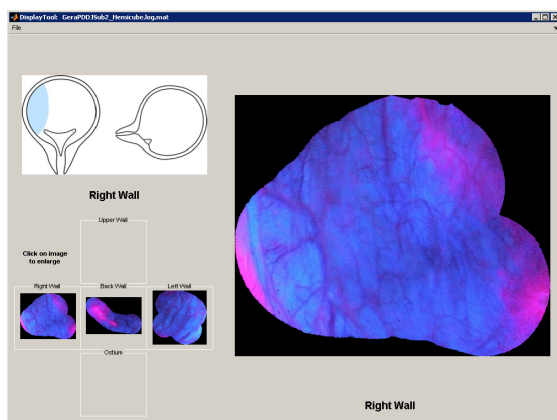 DisplayTool: GeraPDDJSub2_Hemicube.log.mat
File
Right Wall
Upper Wall
Click on image
to enlarge
Right Wall
Back Wall
Left Wall
Ostium
Right Wall